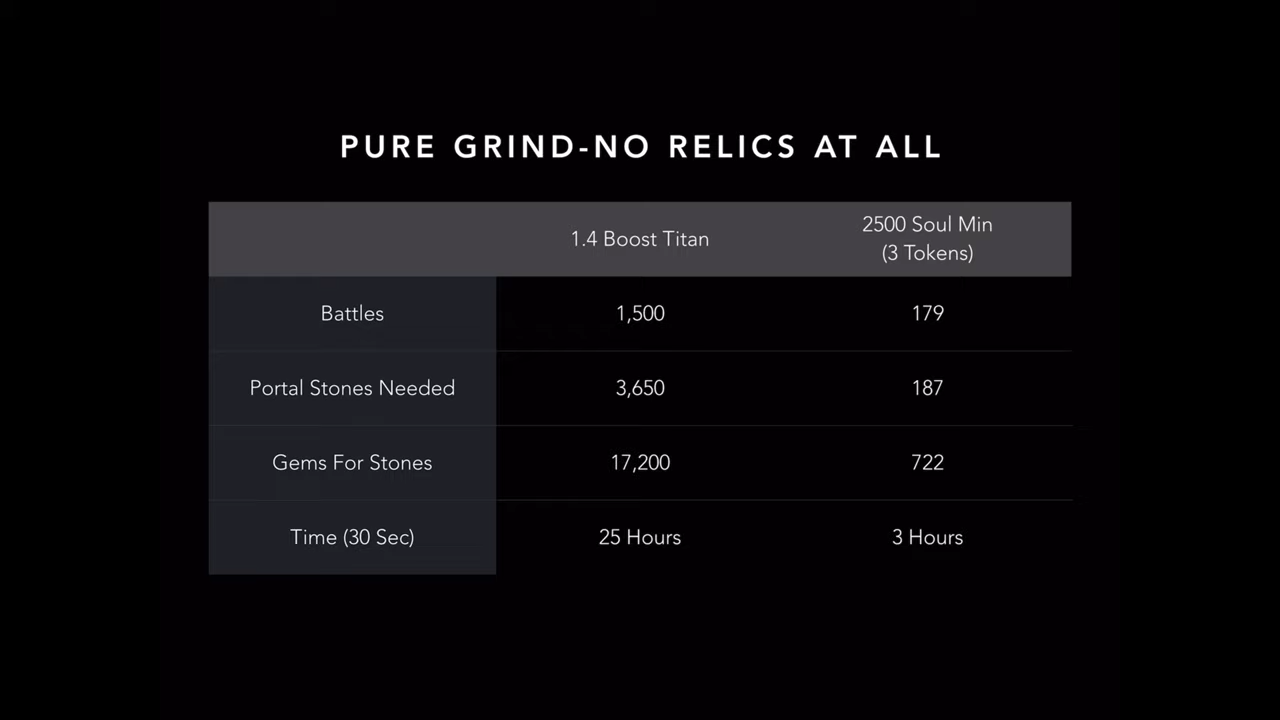 PURE GRIND-NO RELICS AT ALL
1.4 Boost Titan
2500 Soul Min
(3 Tokens)
Battles 1,500 179
Portal Stones Needed 3,650 187
Gems For Stones 17,200 722
Time (30 Sec) 25 Hours 3 Hours